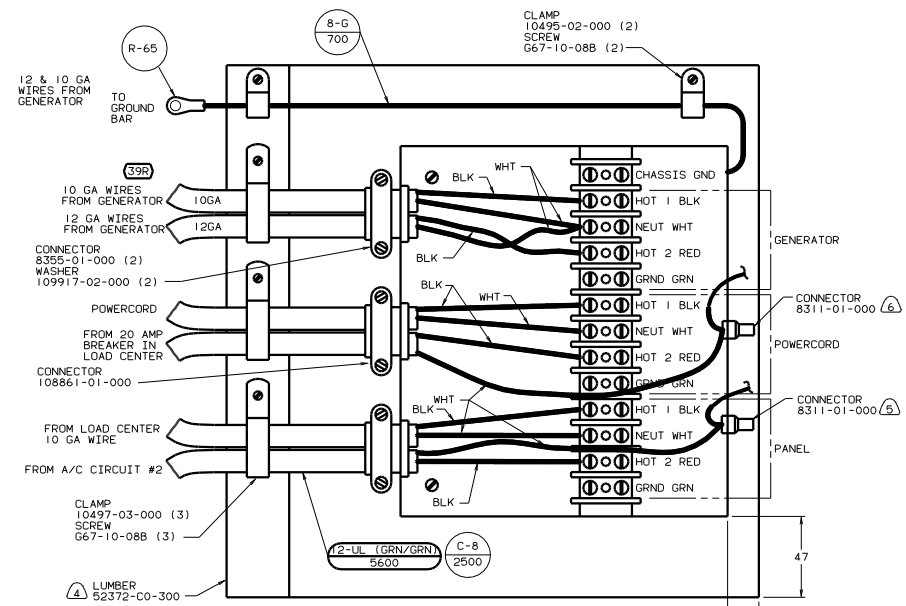 CLAMP
10495-02-000 (2)
SCREW
G67-10-08B (2)
8-G
700
R-65
12 & 10 GA
WIRES FROM
GENERATOR
TO
GROUND
BAR
39R
10 GA WIRES
FROM GENERATOR
10GA
12 GA WIRES
FROM GENERATOR
12GA
CONNECTOR
8355-01-000 (2)
WASHER
109917-02-000 (2)
POWERCORD
FROM 20 AMP
BREAKER IN
LOAD CENTER
CONNECTOR
108861-01-000
FROM LOAD CENTER
10 GA WIRE
FROM A/C CIRCUIT #2
CLAMP
10497-03-000 (3)
SCREW
G67-10-08B (3)
4
LUMBER
52372-C0-300
12-UL (GRN/GRN)
5600
C-8
2500
WHT
BLK
BLK
BLK
WHT
WHT
BLK
BLK
CHASSIS GND
HOT 1 BLK
NEUT WHT
HOT 2 RED
GRND GRN
GENERATOR
HOT 1 BLK
NEUT WHT
HOT 2 RED
GRND GRN
POWERCORD
HOT 1 BLK
NEUT WHT
HOT 2 RED
GRND GRN
PANEL
CONNECTOR
8311-01-000 6
CONNECTOR
8311-01-000 5
47